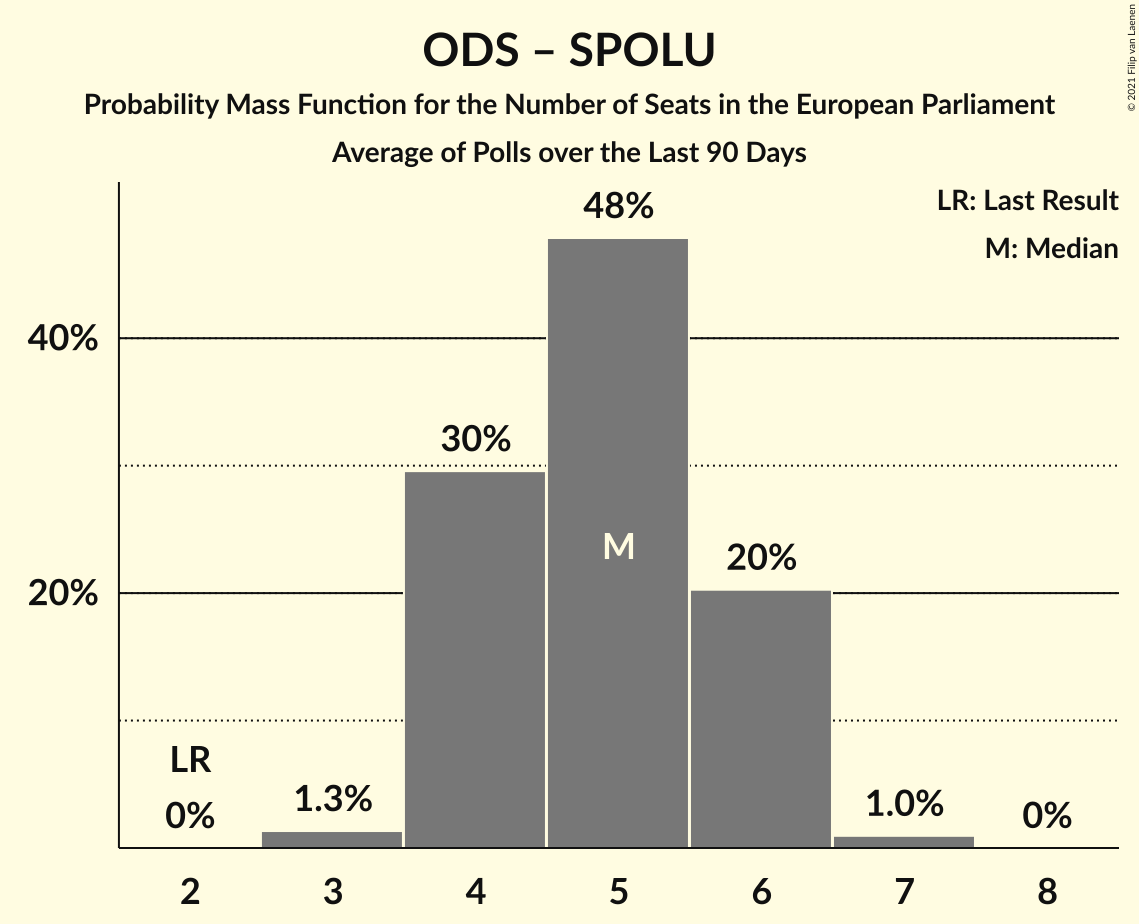 ODS – SPOLU
Probability Mass Function for the Number of Seats in the European Parliament
Average of Polls over the Last 90 Days
© 2021 Filip van Laenen
LR: Last Result
M: Median
48%
40%
30%
M
20%
20%
LR
0%
1.3%
1.0%
0%
2 3 4 5 6 7 8